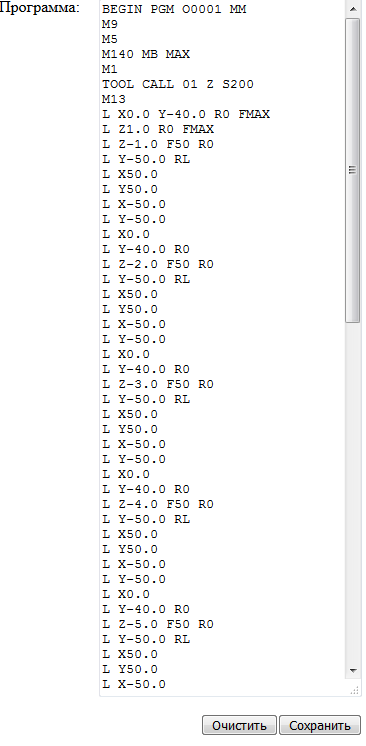 Программа:
BEGIN PGM O0001 MM
M9
M5
M140 MB MAX
M1
TOOL CALL 01 Z S200
M13
L X0.0 Y-40.0 R0 FMAX
L Z1.0 R0 FMAX
L Z-1.0 F50 R0
L Y-50.0 RL
L X50.0
L Y50.0
L X-50.0
L Y-50.0
L X0.0
L Y-40.0 R0
L Z-2.0 F50 R0
L Y-50.0 RL
L X50.0
L Y50.0
L X-50.0
L Y-50.0
L X0.0
L Y-40.0 R0
L Z-3.0 F50 R0
L Y-50.0 RL
L X50.0
L Y50.0
L X-50.0
L Y-50.0
L X0.0
L Y-40.0 R0
L Z-4.0 F50 R0
L Y-50.0 RL
L X50.0
L Y50.0
L X-50.0
L Y-50.0
L X0.0
L Y-40.0 R0
L Z-5.0 F50 R0
L Y-50.0 RL
L X50.0
L Y50.0
L X-50.0
Очистить Сохранить